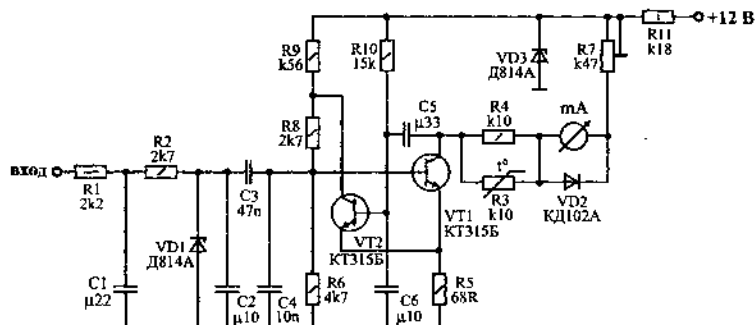 +12 В
R11
k18
R9
k56
R10
15k
VD3
Д814А
R7
k47
C5
µ33
R4
k10
mA
R8
2k7
R2
2k7
вход
R1
2k2
C3
47n
t°
R3
k10
VD2
КД102А
VT1
КТ315Б
VT2
КТ315Б
VD1
Д814А
C1
µ22
C2
µ10
C4
10n
R6
4k7
C6
µ10
R5
68R